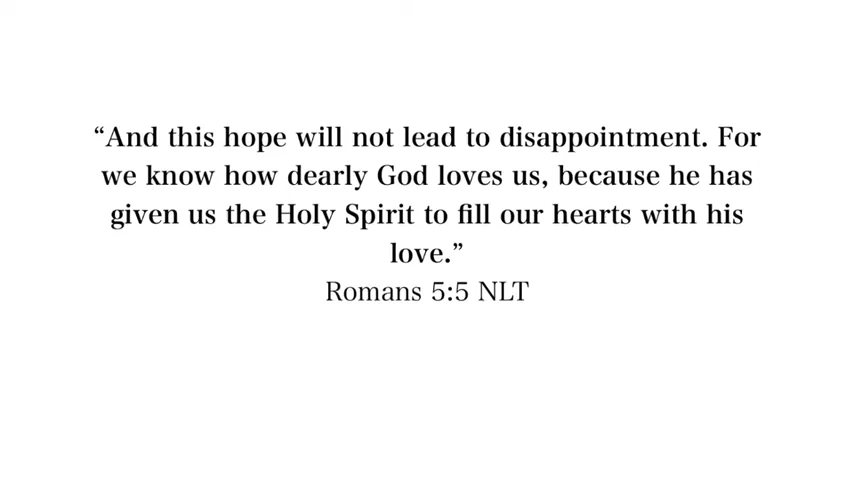 “And this hope will not lead to disappointment. For
we know how dearly God loves us, because he has
given us the Holy Spirit to fill our hearts with his
love.”
Romans 5:5 NLT